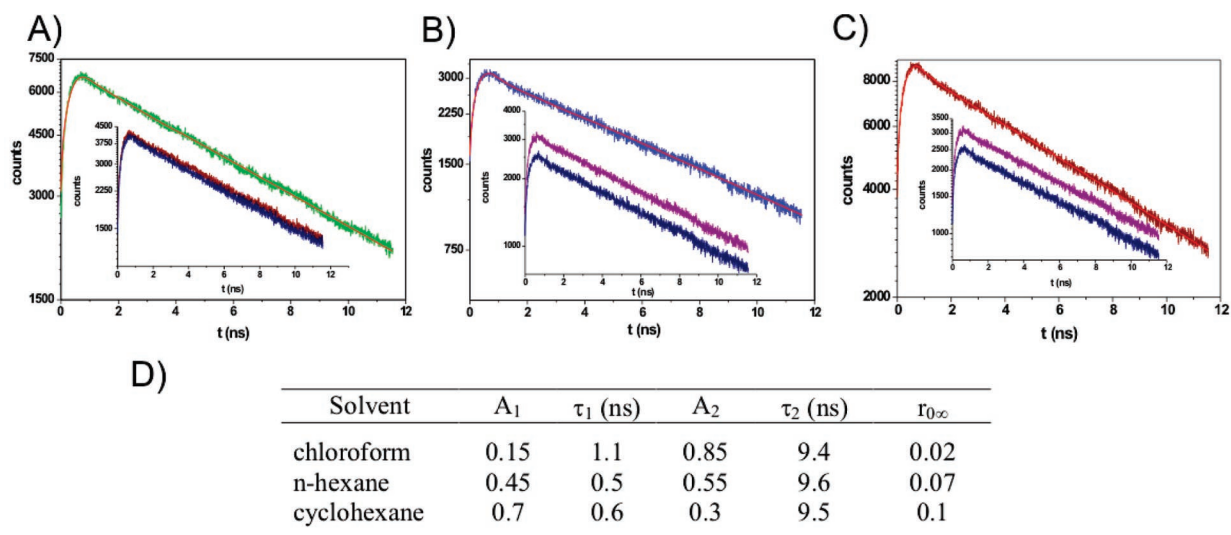 A)
B)
C)
7500
6000
4500
3000
1500
counts
0 2 4 6 8 10 12
t (ns)
4500
3750
3000
2250
1500
counts
0 2 4 6 8 10 12
t (ns)
3000
2250
1500
750
counts
0 2 4 6 8 10 12
t (ns)
4000
3000
2000
1000
counts
0 2 4 6 8 10 12
t (ns)
8000
6000
4000
2000
counts
0 2 4 6 8 10 12
t (ns)
3500
3000
2500
2000
1500
1000
counts
0 2 4 6 8 10 12
t (ns)
D)
Solvent A₁ τ₁ (ns) A₂ τ₂ (ns) r₀∞
chloroform 0.15 1.1 0.85 9.4 0.02
n-hexane 0.45 0.5 0.55 9.6 0.07
cyclohexane 0.7 0.6 0.3 9.5 0.1